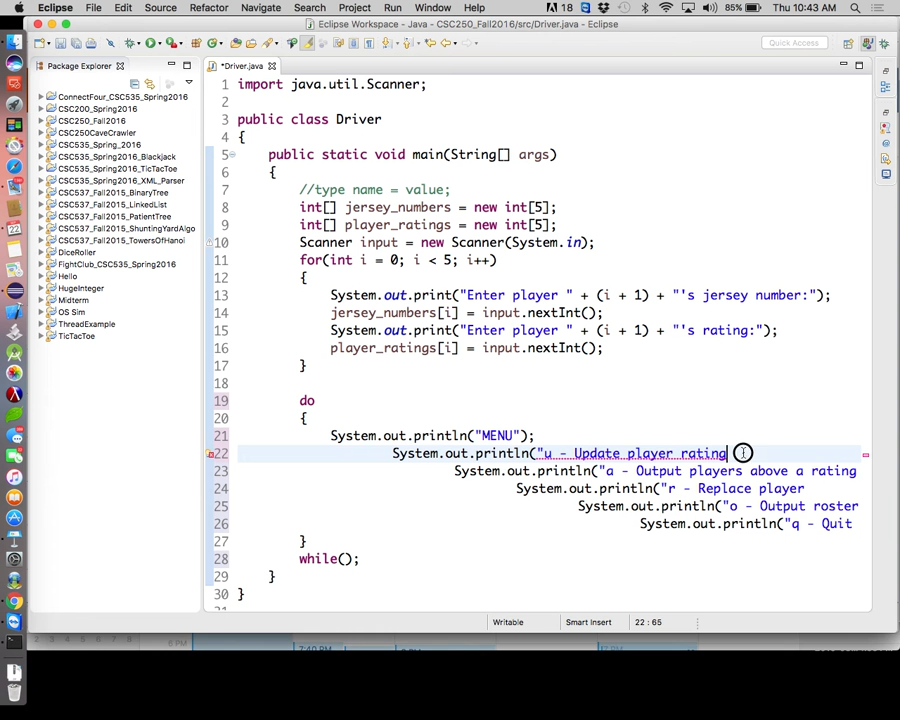 Eclipse File Edit Source Refactor Navigate Search Project Run Window Help 18 85% Thu 10:43 AM
Eclipse Workspace - Java - CSC250_Fall2016/src/Driver.java - Eclipse
Quick Access
Package Explorer
*Driver.java
ConnectFour_CSC535_Spring2016
CSC200_Spring2016
CSC250_Fall2016
CSC250CaveCrawler
CSC535_Spring_2016
CSC535_Spring2016_Blackjack
CSC535_Spring2016_TicTacToe
CSC535_Spring2016_XML_Parser
CSC537_Fall2015_BinaryTree
CSC537_Fall2015_LinkedList
CSC537_Fall2015_PatientTree
CSC537_Fall2015_ShuntingYardAlgo
CSC537_Fall2015_TowersOfHanoi
DiceRoller
FightClub_CSC535_Spring2016
Hello
HugeInteger
Midterm
OS Sim
ThreadExample
TicTacToe
1 import java.util.Scanner;
2
3 public class Driver
4 {
5 public static void main(String[] args)
6 {
7 //type name = value;
8 int[] jersey_numbers = new int[5];
9 int[] player_ratings = new int[5];
10 Scanner input = new Scanner(System.in);
11 for(int i = 0; i < 5; i++)
12 {
13 System.out.print("Enter player " + (i + 1) + "'s jersey number:");
14 jersey_numbers[i] = input.nextInt();
15 System.out.print("Enter player " + (i + 1) + "'s rating:");
16 player_ratings[i] = input.nextInt();
17 }
18
19 do
20 {
21 System.out.println("MENU");
22 System.out.println("u - Update player rating
23 System.out.println("a - Output players above a rating
24 System.out.println("r - Replace player
25 System.out.println("o - Output roster
26 System.out.println("q - Quit
27 }
28 while();
29 }
30 }
31
Writable Smart Insert 22 : 65